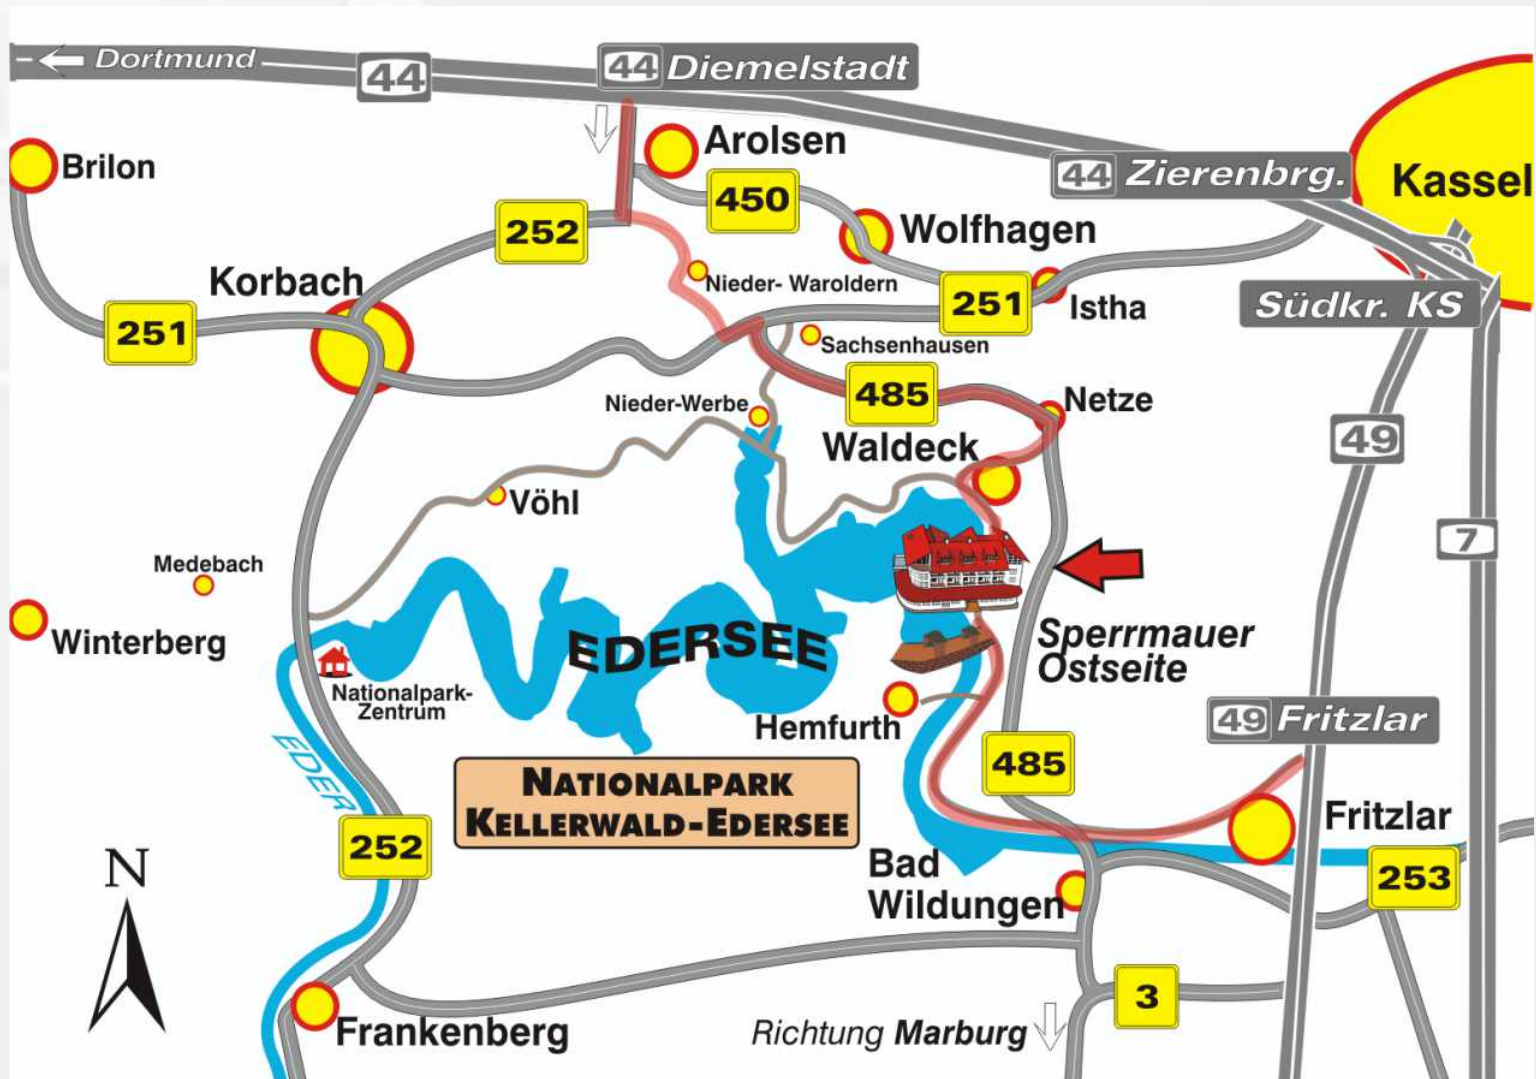 Dortmund
44
44 Diemelstadt
Arolsen
Brilon
450
44 Zierenbrg.
Kassel
252
Wolfhagen
Korbach
Nieder- Waroldern
251
Istha
Südkr. KS
251
Sachsenhausen
Nieder-Werbe
485
Netze
Waldeck
49
Vöhl
7
Medebach
Winterberg
EDERSEE
Sperrmauer
Ostseite
Nationalpark-
Zentrum
Hemfurth
49 Fritzlar
EDER
NATIONALPARK
KELLERWALD-EDERSEE
485
Fritzlar
252
N
Bad
Wildungen
253
3
Frankenberg
Richtung Marburg